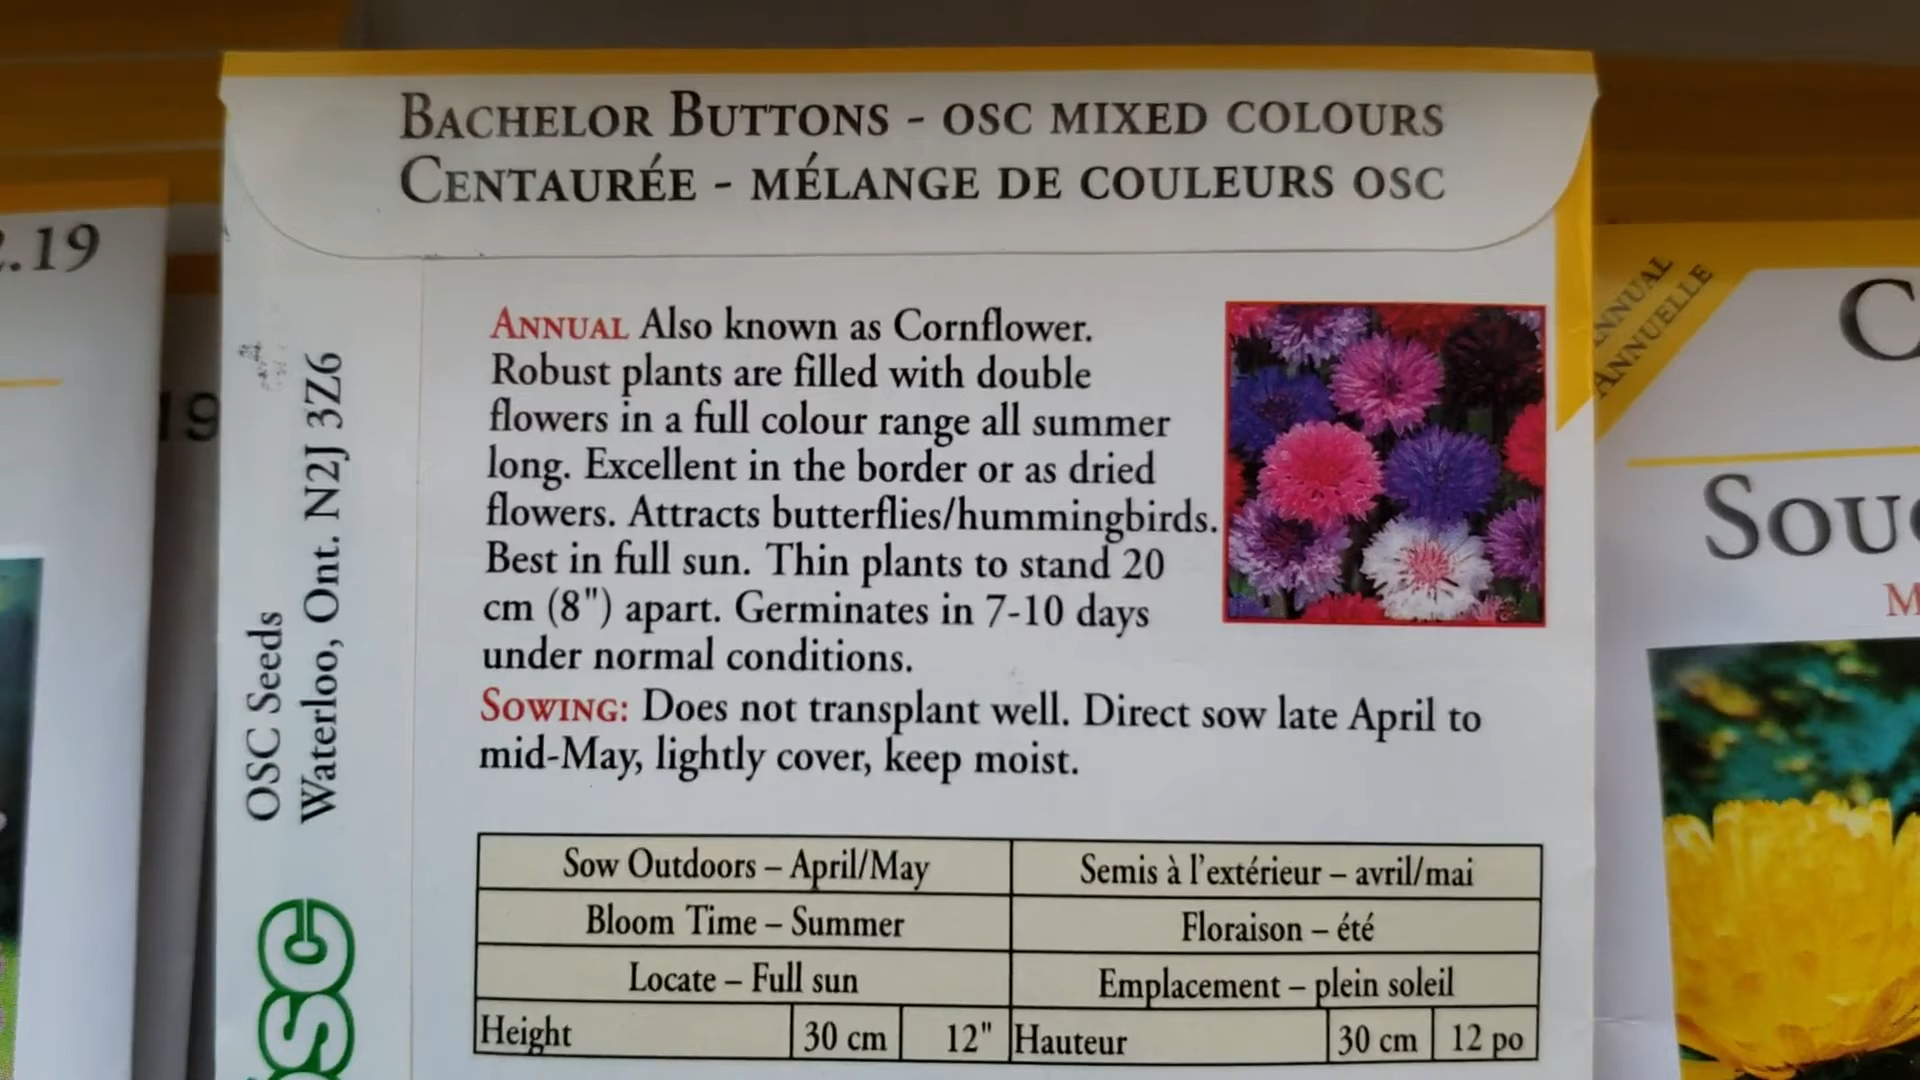 BACHELOR BUTTONS - OSC MIXED COLOURS
CENTAURÉE - MÉLANGE DE COULEURS OSC
ANNUAL Also known as Cornflower.
Robust plants are filled with double
flowers in a full colour range all summer
long. Excellent in the border or as dried
flowers. Attracts butterflies/hummingbirds.
Best in full sun. Thin plants to stand 20
cm (8") apart. Germinates in 7-10 days
under normal conditions.
SOWING: Does not transplant well. Direct sow late April to
mid-May, lightly cover, keep moist.
Sow Outdoors – April/May
Semis à l'extérieur – avril/mai
Bloom Time – Summer
Floraison – été
Locate – Full sun
Emplacement – plein soleil
Height 30 cm 12" Hauteur 30 cm 12 po
OSC Seeds
Waterloo, Ont. N2J 3Z6
OSC
.19
19
ANNUAL
ANNUELLE